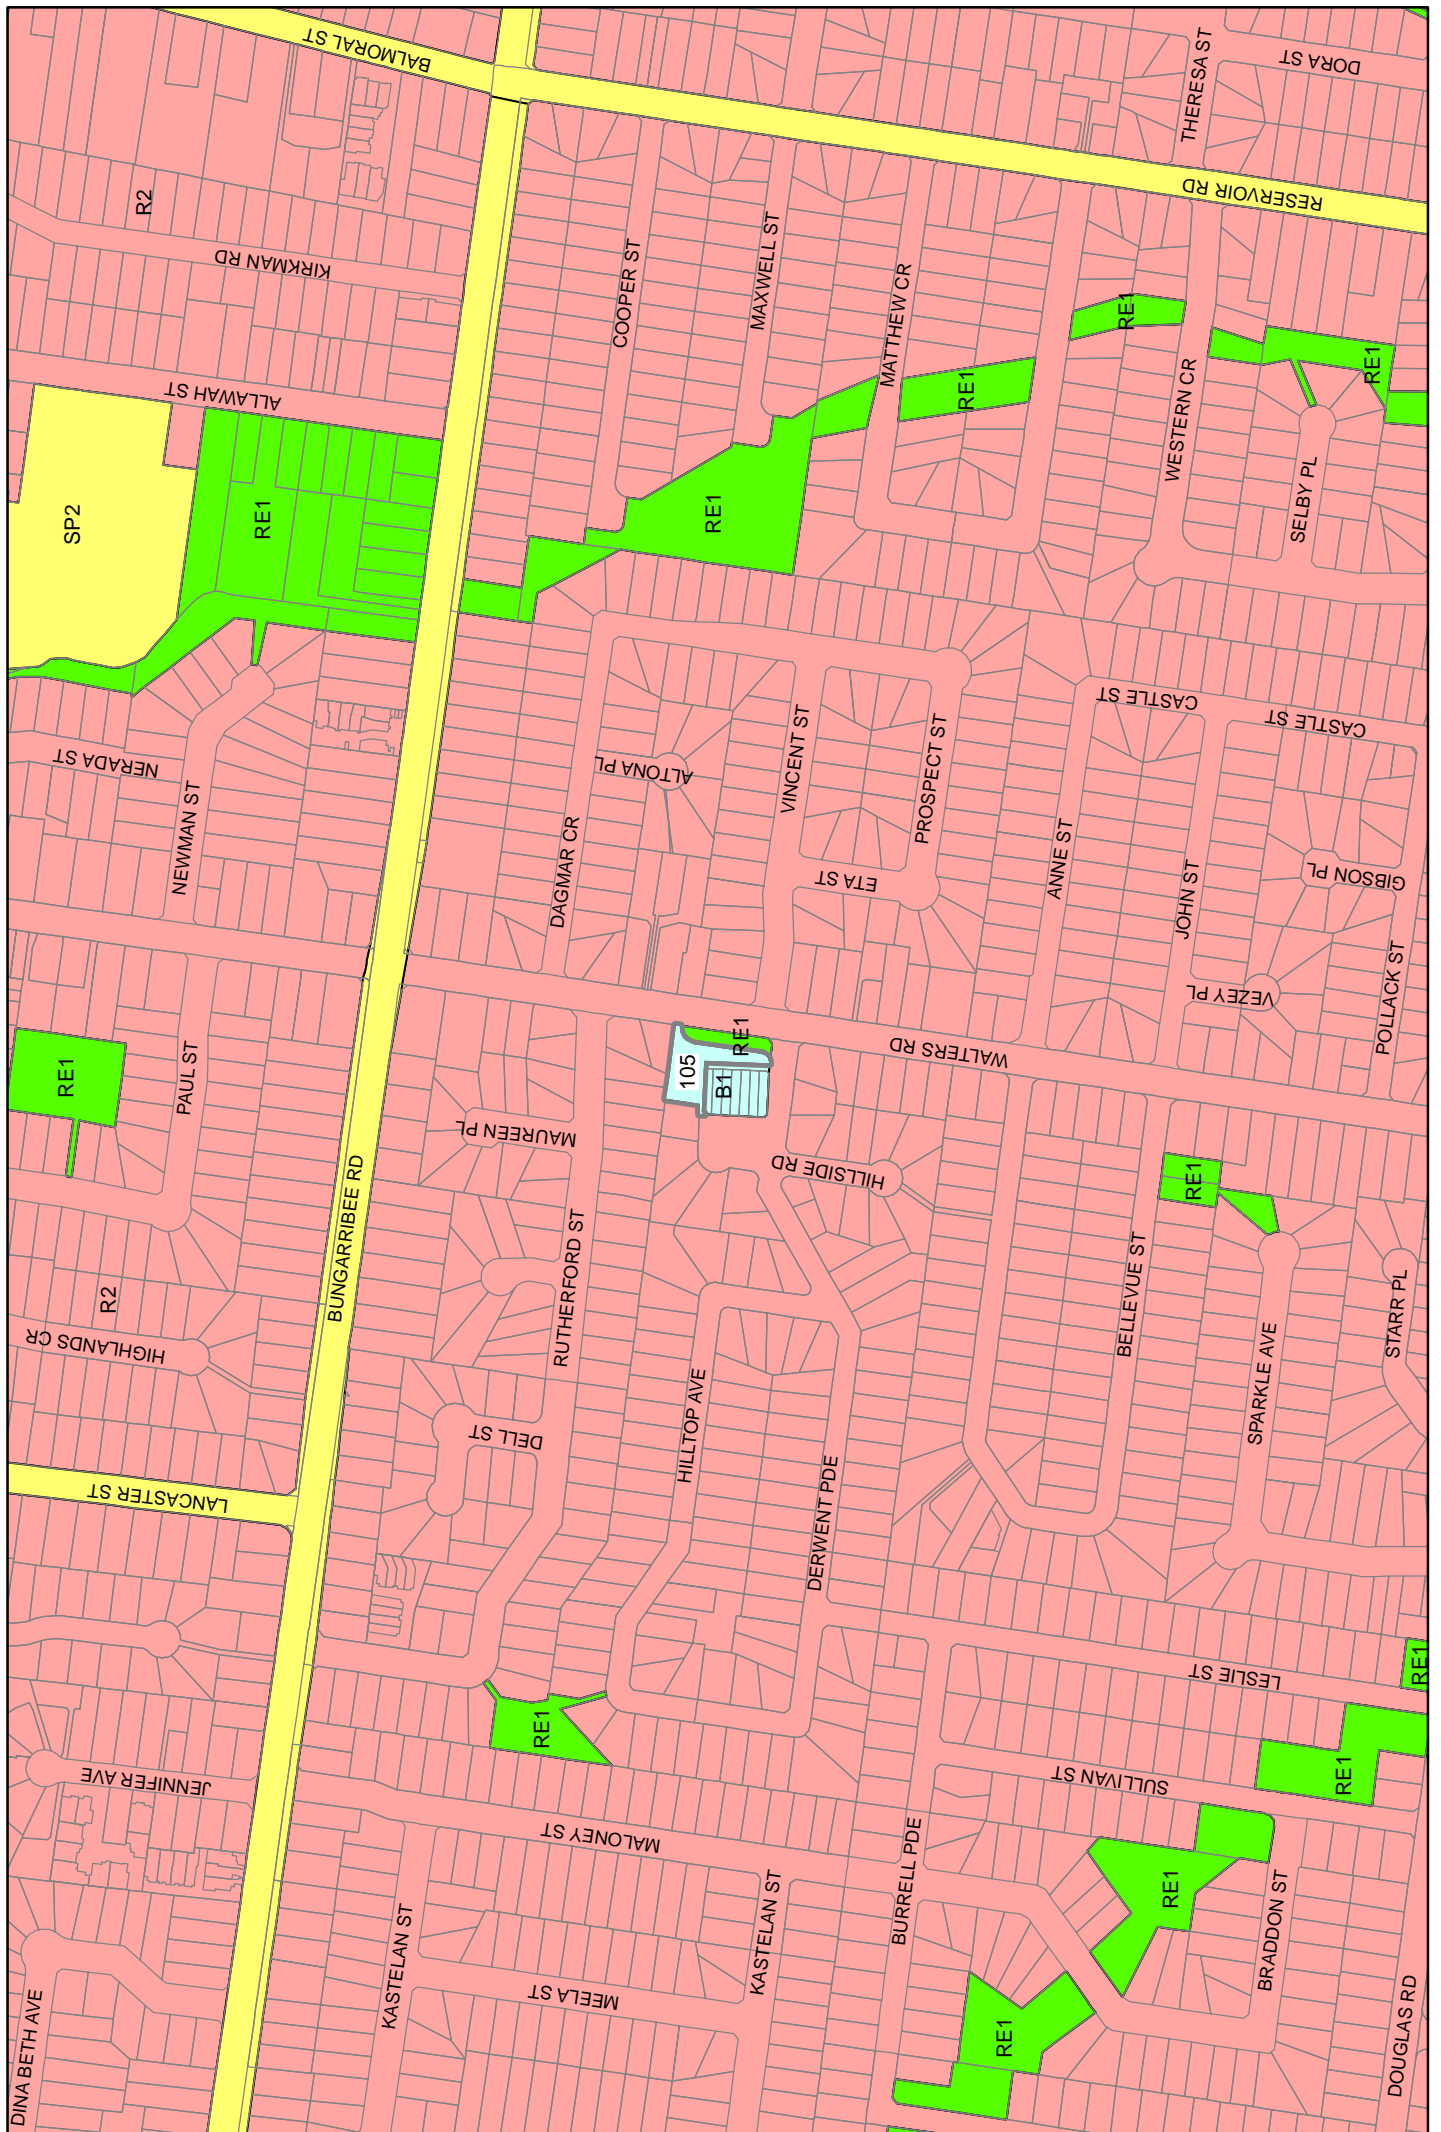 BALMORAL ST
THERESA ST
DORA ST
R2
RESERVOIR RD
KIRKMAN RD
COOPER ST
MAXWELL ST
MATTHEW CR
RE1
RE1
RE1
ALLAWAH ST
WESTERN CR
SP2
RE1
RE1
SELBY PL
CASTLE ST
CASTLE ST
NERADA ST
NEWMAN ST
ALTONA PL
VINCENT ST
PROSPECT ST
DAGMAR CR
ETA ST
ANNE ST
JOHN ST
GIBSON PL
VEZEY PL
POLLACK ST
RE1
PAUL ST
RE1
105
B1
WALTERS RD
MAUREEN PL
HILLSIDE RD
RE1
BUNGARRIBEE RD
RUTHERFORD ST
BELLEVUE ST
R2
HIGHLANDS CR
STARR PL
SPARKLE AVE
HILLTOP AVE
DELL ST
LANCASTER ST
DERWENT PDE
LESLIE ST
RE1
RE1
RE1
JENNIFER AVE
SULLIVAN ST
MALONEY ST
BURRELL PDE
RE1
KASTELAN ST
KASTELAN ST
BRADDON ST
MEELA ST
RE1
DINA BETH AVE
DOUGLAS RD